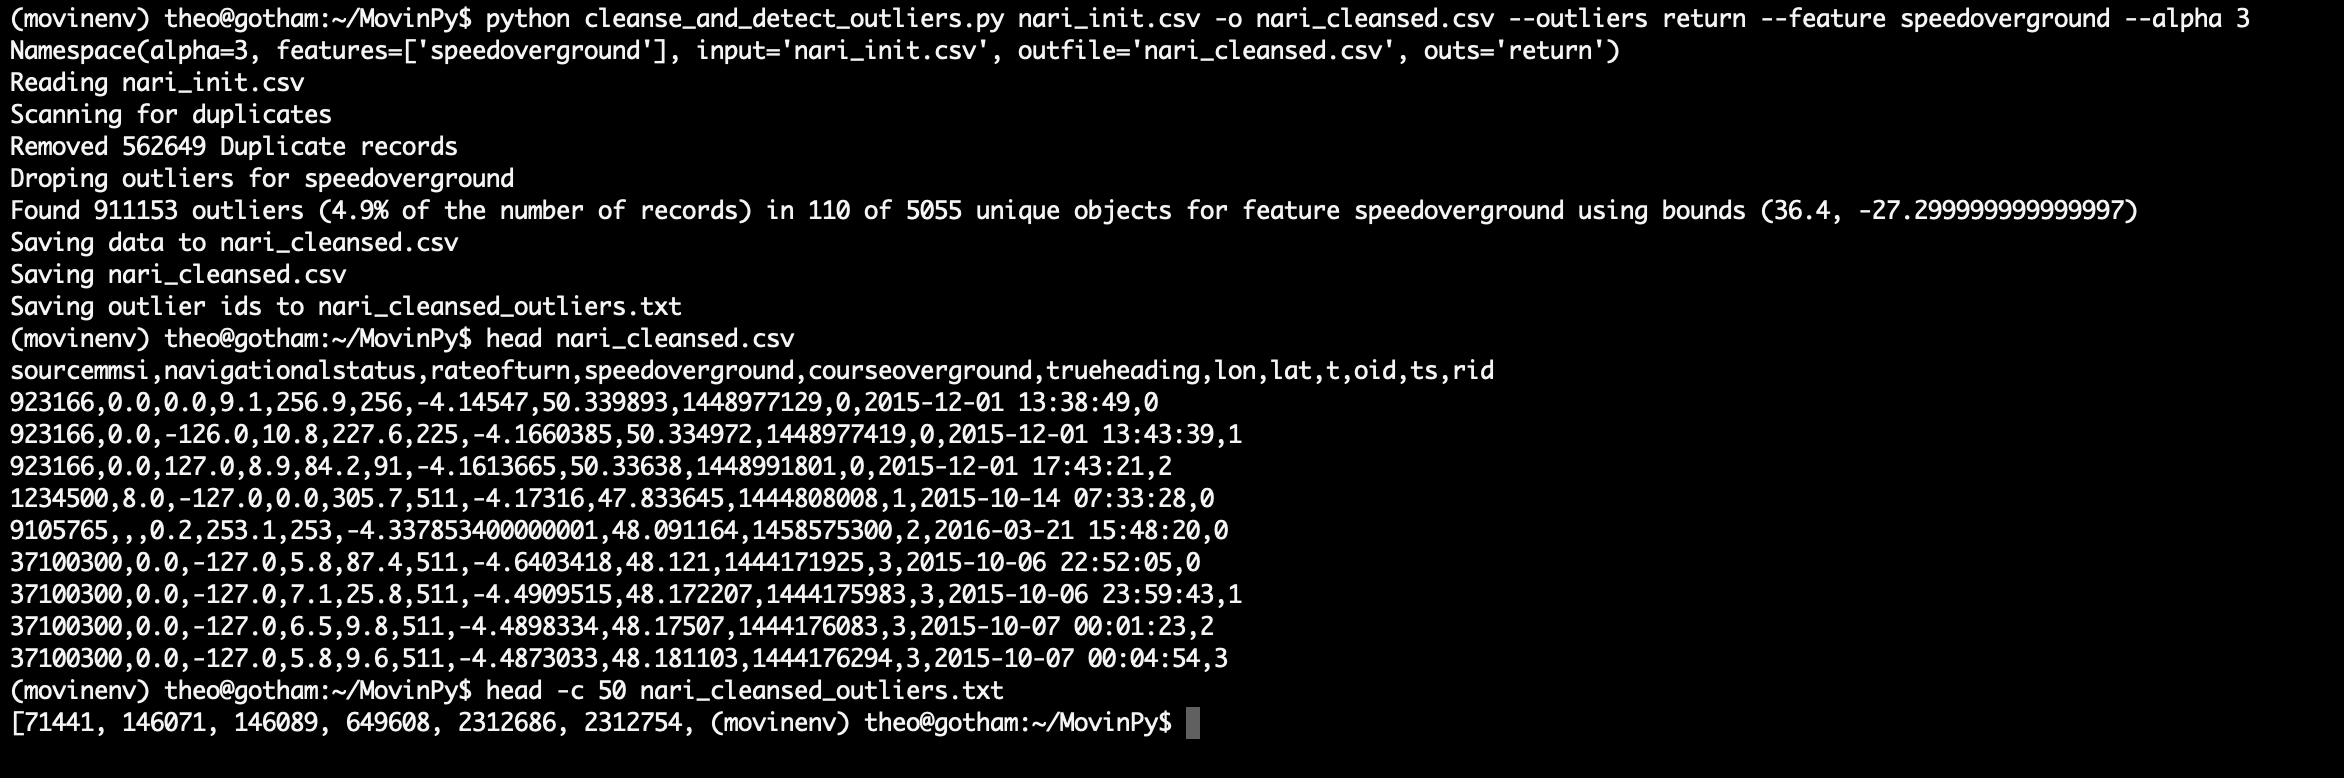 (movinenv) theo@gotham:~/MovinPy$ python cleanse_and_detect_outliers.py nari_init.csv -o nari_cleansed.csv --outliers return --feature speedoverground --alpha 3
Namespace(alpha=3, features=['speedoverground'], input='nari_init.csv', outfile='nari_cleansed.csv', outs='return')
Reading nari_init.csv
Scanning for duplicates
Removed 562649 Duplicate records
Droping outliers for speedoverground
Found 911153 outliers (4.9% of the number of records) in 110 of 5055 unique objects for feature speedoverground using bounds (36.4, -27.299999999999997)
Saving data to nari_cleansed.csv
Saving nari_cleansed.csv
Saving outlier ids to nari_cleansed_outliers.txt
(movinenv) theo@gotham:~/MovinPy$ head nari_cleansed.csv
sourcemmsi,navigationalstatus,rateofturn,speedoverground,courseoverground,trueheading,lon,lat,t,oid,ts,rid
923166,0.0,0.0,9.1,256.9,256,-4.14547,50.339893,1448977129,0,2015-12-01 13:38:49,0
923166,0.0,-126.0,10.8,227.6,225,-4.1660385,50.334972,1448977419,0,2015-12-01 13:43:39,1
923166,0.0,127.0,8.9,84.2,91,-4.1613665,50.33638,1448991801,0,2015-12-01 17:43:21,2
1234500,8.0,-127.0,0.0,305.7,511,-4.17316,47.833645,1444808008,1,2015-10-14 07:33:28,0
9105765,,,0.2,253.1,253,-4.337853400000001,48.091164,1458575300,2,2016-03-21 15:48:20,0
37100300,0.0,-127.0,5.8,87.4,511,-4.6403418,48.121,1444171925,3,2015-10-06 22:52:05,0
37100300,0.0,-127.0,7.1,25.8,511,-4.4909515,48.172207,1444175983,3,2015-10-06 23:59:43,1
37100300,0.0,-127.0,6.5,9.8,511,-4.4898334,48.17507,1444176083,3,2015-10-07 00:01:23,2
37100300,0.0,-127.0,5.8,9.6,511,-4.4873033,48.181103,1444176294,3,2015-10-07 00:04:54,3
(movinenv) theo@gotham:~/MovinPy$ head -c 50 nari_cleansed_outliers.txt
[71441, 146071, 146089, 649608, 2312686, 2312754, (movinenv) theo@gotham:~/MovinPy$